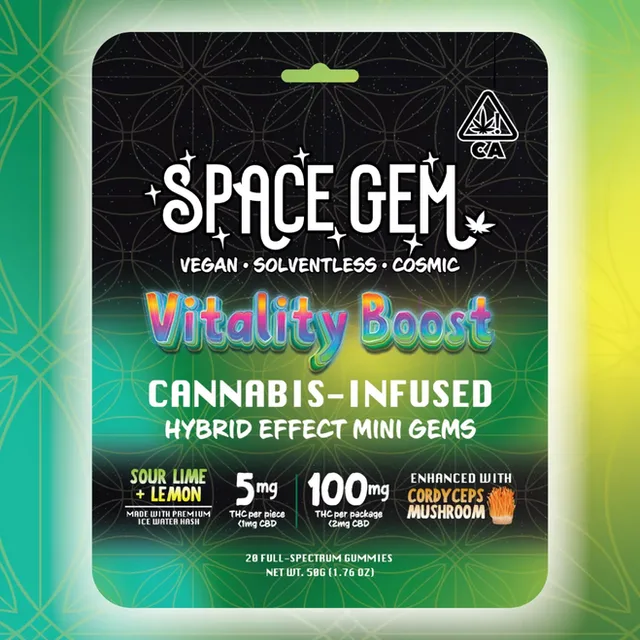 CA
SPACE GEM
VEGAN • SOLVENTLESS • COSMIC
Vitality Boost
CANNABIS-INFUSED
HYBRID EFFECT MINI GEMS
SOUR LIME
+ LEMON
MADE WITH PREMIUM
ICE WATER HASH
5mg
THC per piece
<1mg CBD
100mg
THC per package
<2mg CBD
ENHANCED WITH
CORDYCEPS
MUSHROOM
20 FULL-SPECTRUM GUMMIES
NET WT. 50G (1.76 OZ)